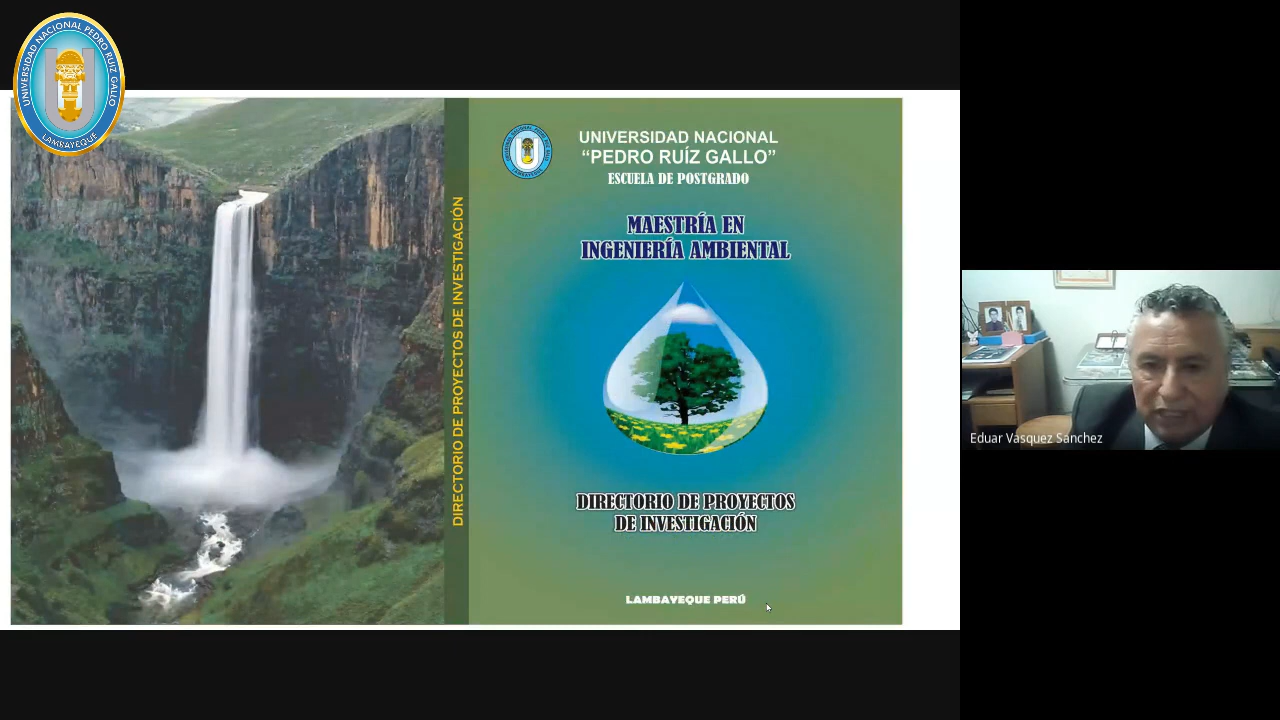 UNIVERSIDAD NACIONAL PEDRO RUIZ GALLO
LAMBAYEQUE
DIRECTORIO DE PROYECTOS DE INVESTIGACIÓN
UNIVERSIDAD NACIONAL
“PEDRO RUÍZ GALLO”
ESCUELA DE POSTGRADO
MAESTRÍA EN
INGENIERÍA AMBIENTAL
DIRECTORIO DE PROYECTOS
DE INVESTIGACIÓN
LAMBAYEQUE PERÚ
Eduar Vasquez Sanchez